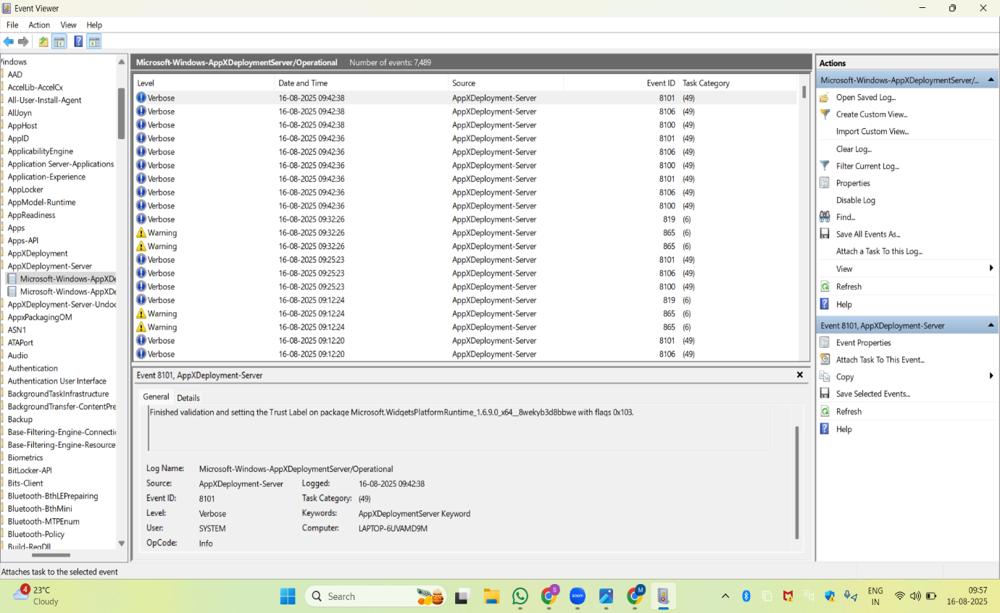 Event Viewer
File Action View Help
indows
AAD
AccelLib-AccelCx
All-User-Install-Agent
AllJoyn
AppHost
AppID
ApplicabilityEngine
Application Server-Applications
Application-Experience
AppLocker
AppModel-Runtime
AppReadiness
Apps
Apps-API
AppXDeployment
AppXDeployment-Server
Microsoft-Windows-AppXDe
Microsoft-Windows-AppXDe
AppXDeployment-Server-Undoc
AppxPackagingOM
ASN1
ATAPort
Audio
Authentication
Authentication User Interface
BackgroundTaskInfrastructure
BackgroundTransfer-ContentPre
Backup
Base-Filtering-Engine-Connecti
Base-Filtering-Engine-Resource
Biometrics
BitLocker-API
Bits-Client
Bluetooth-BthLEPrepairing
Bluetooth-BthMini
Bluetooth-MTPEnum
Bluetooth-Policy
Build-RegDll
Microsoft-Windows-AppXDeploymentServer/Operational Number of events: 7,489
Level Date and Time Source Event ID Task Category
Verbose 16-08-2025 09:42:38 AppXDeployment-Server 8101 (49)
Verbose 16-08-2025 09:42:38 AppXDeployment-Server 8106 (49)
Verbose 16-08-2025 09:42:38 AppXDeployment-Server 8100 (49)
Verbose 16-08-2025 09:42:36 AppXDeployment-Server 8101 (49)
Verbose 16-08-2025 09:42:36 AppXDeployment-Server 8106 (49)
Verbose 16-08-2025 09:42:36 AppXDeployment-Server 8100 (49)
Verbose 16-08-2025 09:42:36 AppXDeployment-Server 8101 (49)
Verbose 16-08-2025 09:42:36 AppXDeployment-Server 8106 (49)
Verbose 16-08-2025 09:42:36 AppXDeployment-Server 8100 (49)
Verbose 16-08-2025 09:32:26 AppXDeployment-Server 819 (6)
Warning 16-08-2025 09:32:26 AppXDeployment-Server 865 (6)
Warning 16-08-2025 09:32:26 AppXDeployment-Server 865 (6)
Verbose 16-08-2025 09:25:23 AppXDeployment-Server 8101 (49)
Verbose 16-08-2025 09:25:23 AppXDeployment-Server 8106 (49)
Verbose 16-08-2025 09:25:23 AppXDeployment-Server 8100 (49)
Verbose 16-08-2025 09:12:24 AppXDeployment-Server 819 (6)
Warning 16-08-2025 09:12:24 AppXDeployment-Server 865 (6)
Warning 16-08-2025 09:12:24 AppXDeployment-Server 865 (6)
Verbose 16-08-2025 09:12:20 AppXDeployment-Server 8101 (49)
Verbose 16-08-2025 09:12:20 AppXDeployment-Server 8106 (49)
Event 8101, AppXDeployment-Server
General Details
Finished validation and setting the Trust Label on package Microsoft.WidgetsPlatformRuntime_1.6.9.0_x64__8wekyb3d8bbwe with flags 0x103.
Log Name: Microsoft-Windows-AppXDeploymentServer/Operational
Source: AppXDeployment-Server Logged: 16-08-2025 09:42:38
Event ID: 8101 Task Category: (49)
Level: Verbose Keywords: AppXDeploymentServer Keyword
User: SYSTEM Computer: LAPTOP-6UVAMD9M
OpCode: Info
Actions
Microsoft-Windows-AppXDeploymentServer/...
Open Saved Log...
Create Custom View...
Import Custom View...
Clear Log...
Filter Current Log...
Properties
Disable Log
Find...
Save All Events As...
Attach a Task To this Log...
View
Refresh
Help
Event 8101, AppXDeployment-Server
Event Properties
Attach Task To This Event...
Copy
Save Selected Events...
Refresh
Help
Attaches task to the selected event
4
23°C
Cloudy
Search
S
zoom
M
ENG
IN
09:57
16-08-2025